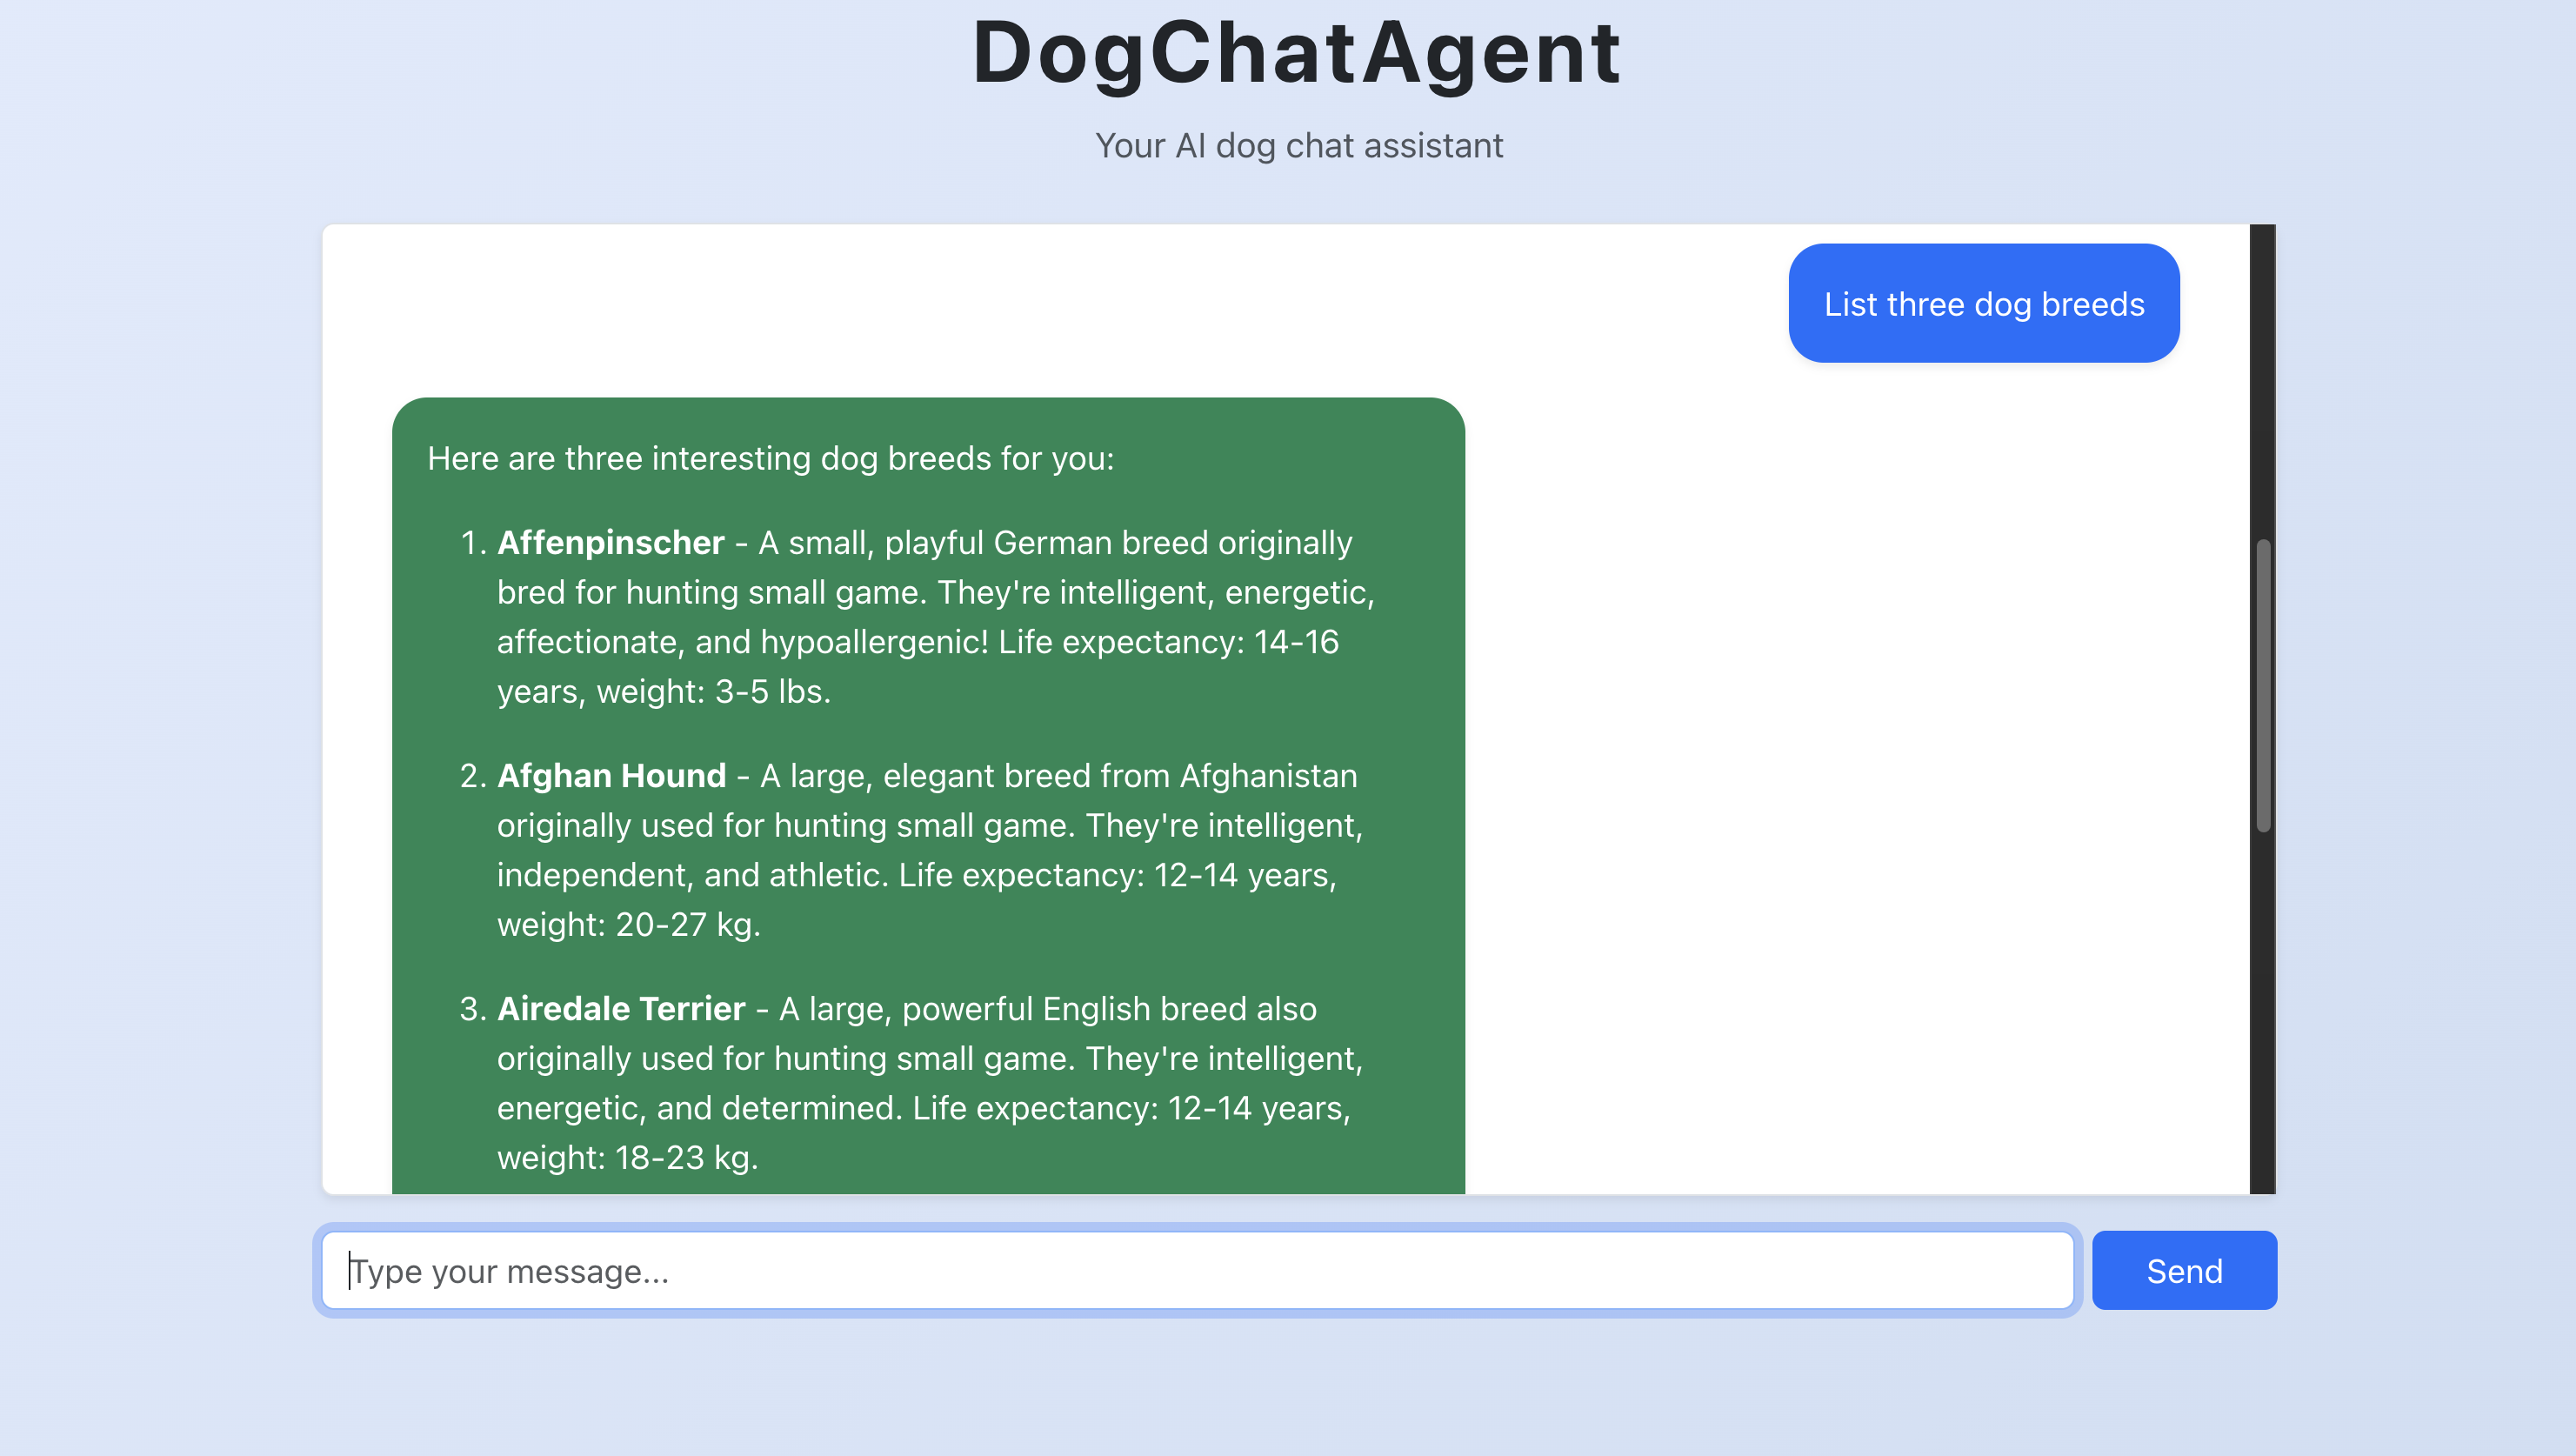 DogChatAgent
Your AI dog chat assistant
List three dog breeds
Here are three interesting dog breeds for you:
1. Affenpinscher - A small, playful German breed originally
bred for hunting small game. They're intelligent, energetic,
affectionate, and hypoallergenic! Life expectancy: 14-16
years, weight: 3-5 lbs.
2. Afghan Hound - A large, elegant breed from Afghanistan
originally used for hunting small game. They're intelligent,
independent, and athletic. Life expectancy: 12-14 years,
weight: 20-27 kg.
3. Airedale Terrier - A large, powerful English breed also
originally used for hunting small game. They're intelligent,
energetic, and determined. Life expectancy: 12-14 years,
weight: 18-23 kg.
Type your message...
Send